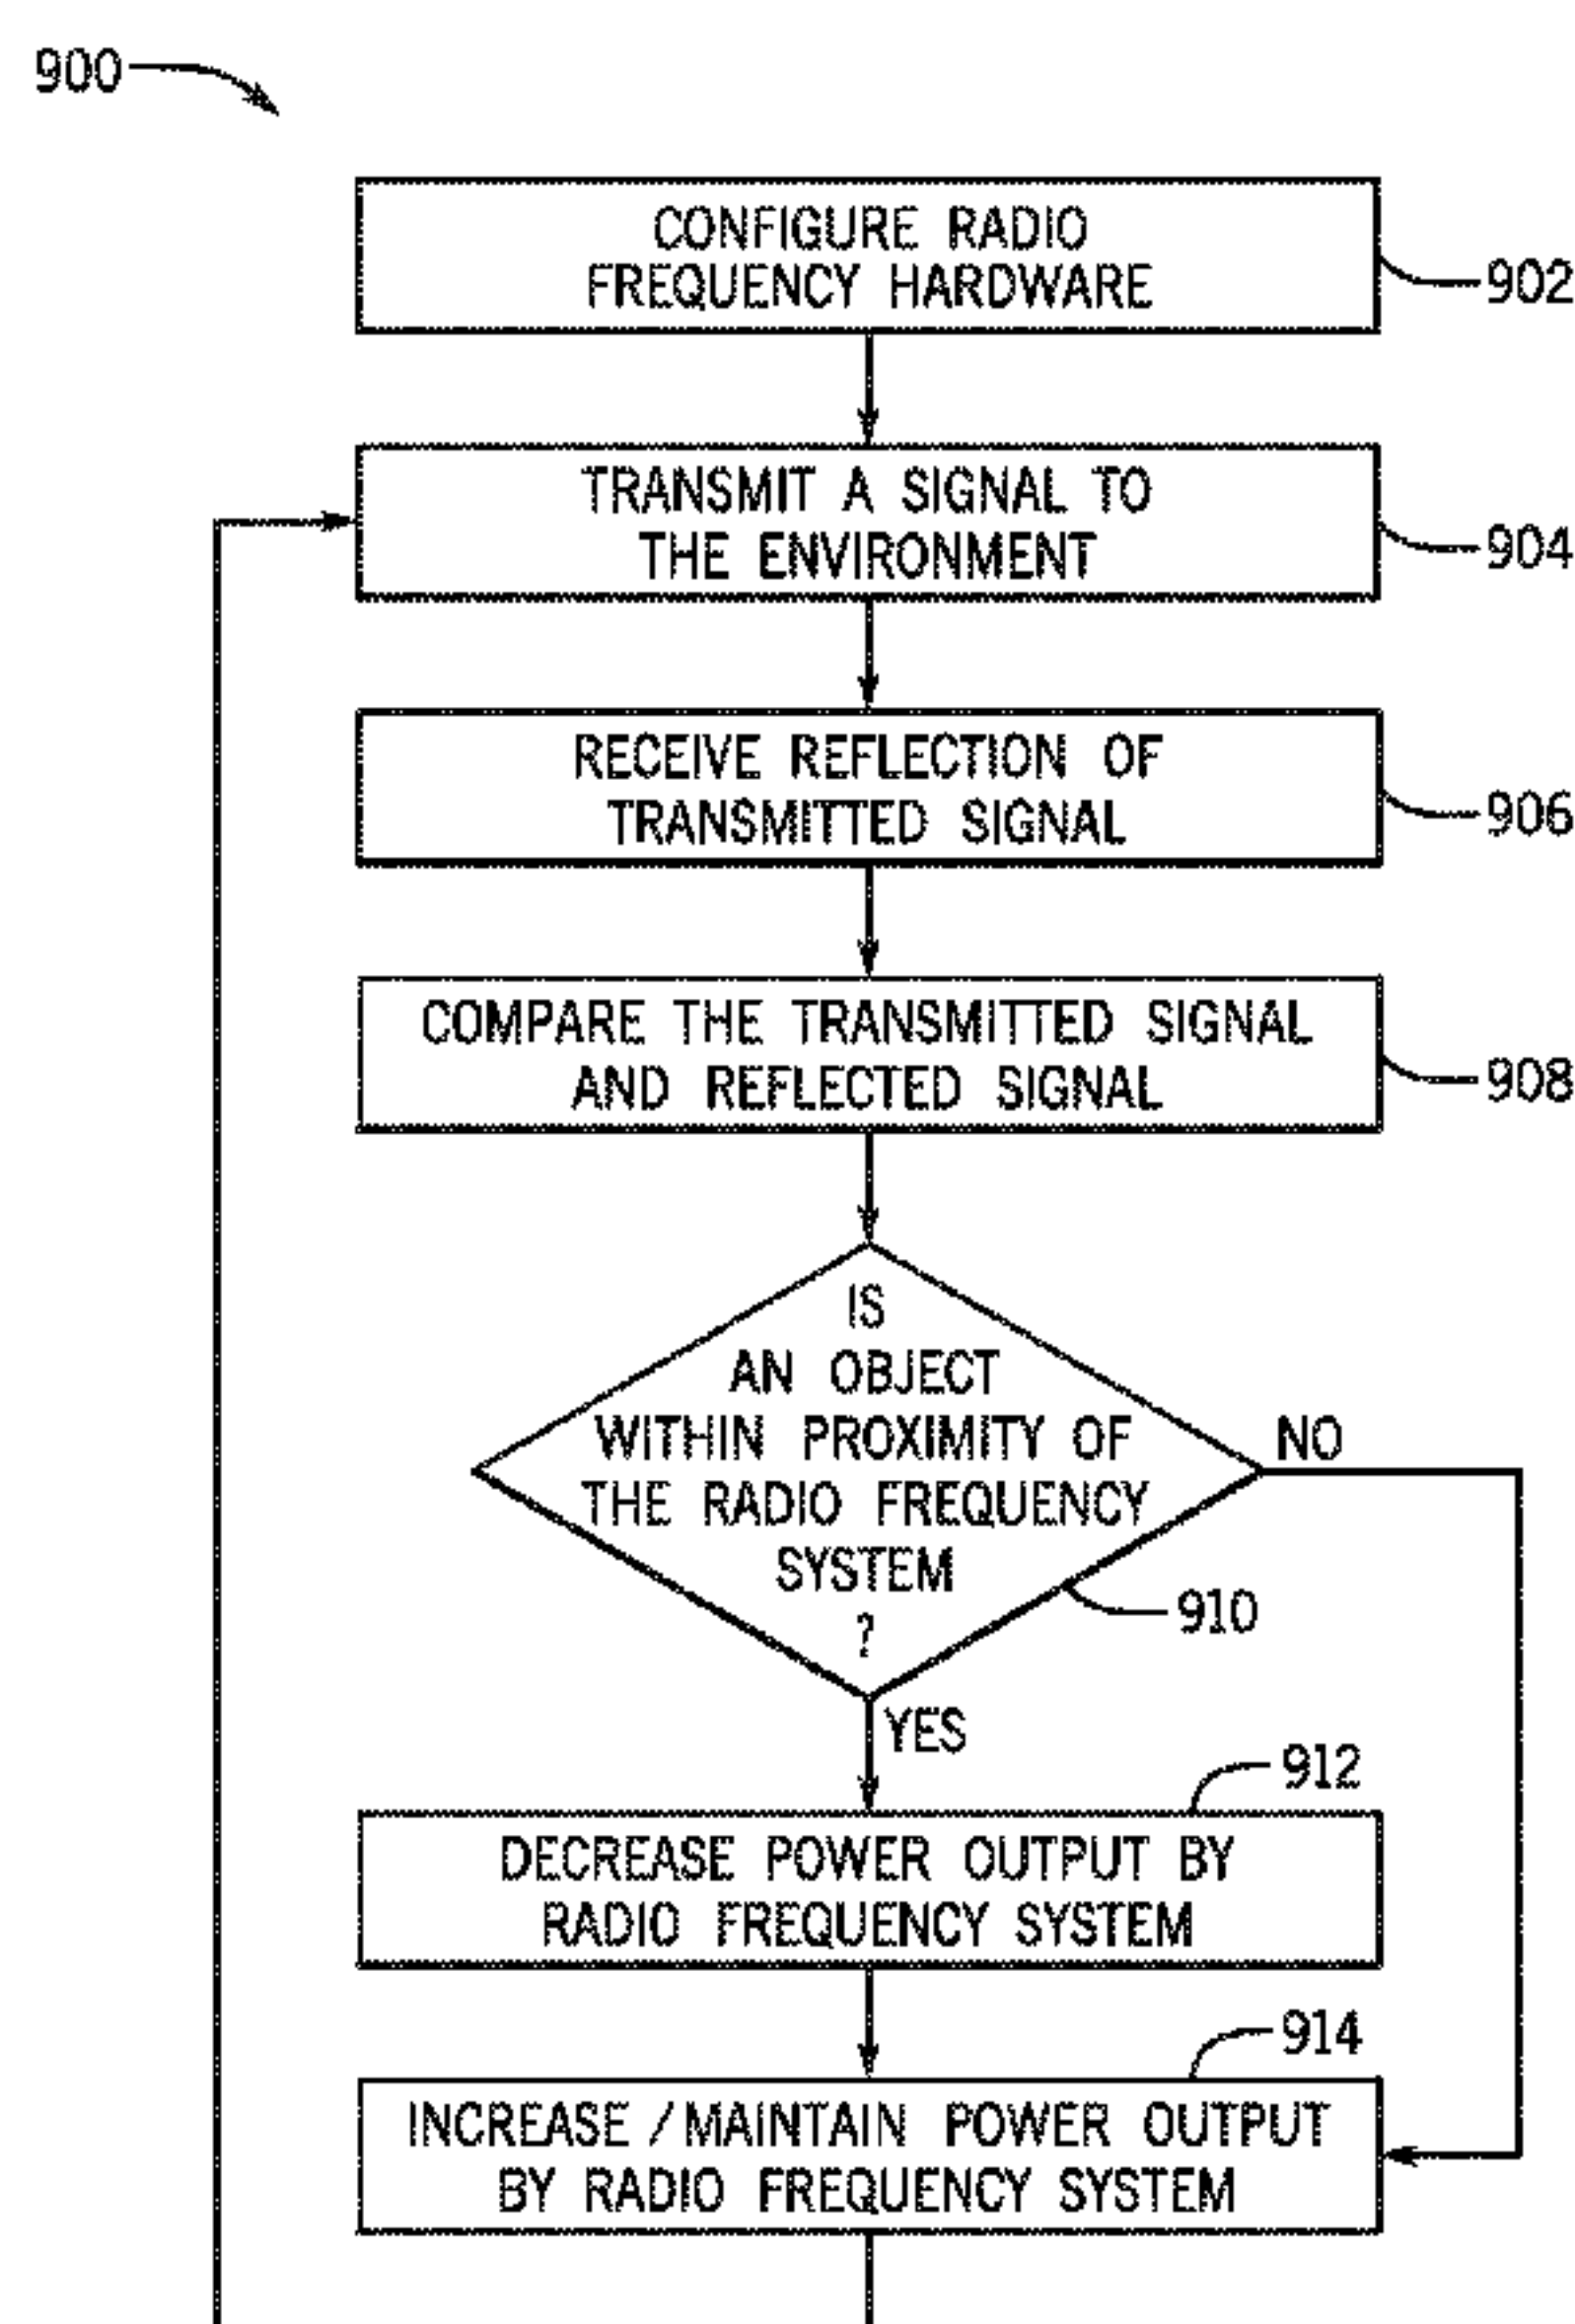 900
CONFIGURE RADIO
FREQUENCY HARDWARE
902
TRANSMIT A SIGNAL TO
THE ENVIRONMENT
904
RECEIVE REFLECTION OF
TRANSMITTED SIGNAL
906
COMPARE THE TRANSMITTED SIGNAL
AND REFLECTED SIGNAL
908
IS
AN OBJECT
WITHIN PROXIMITY OF
THE RADIO FREQUENCY
SYSTEM
?
NO
910
YES
912
DECREASE POWER OUTPUT BY
RADIO FREQUENCY SYSTEM
914
INCREASE/MAINTAIN POWER OUTPUT
BY RADIO FREQUENCY SYSTEM